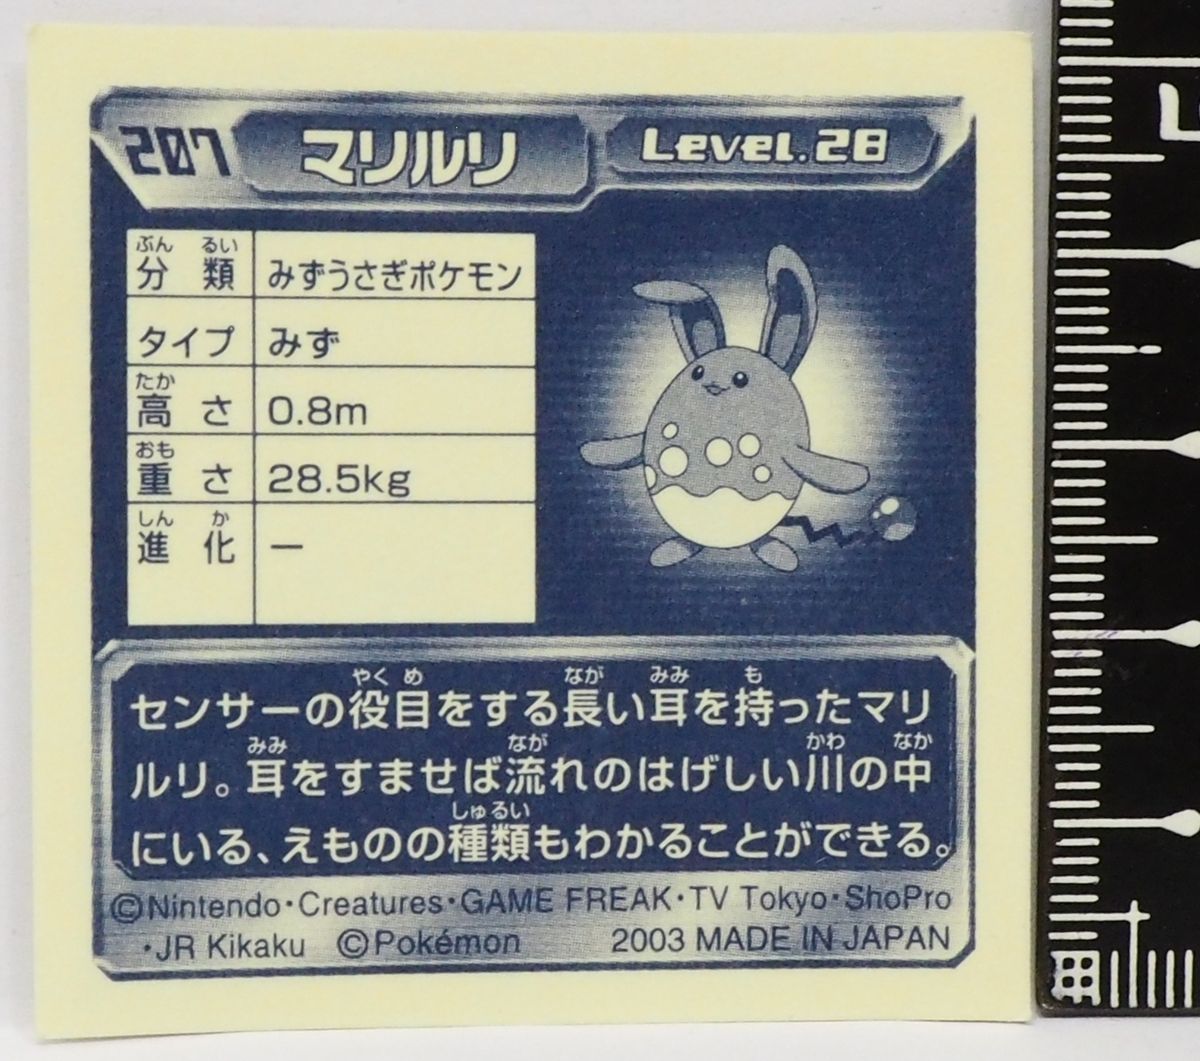 207 マリルリ Level.28
ぶん るい
分 類 みずうさぎポケモン
タイプ みず
たか
高 さ 0.8m
おも
重 さ 28.5kg
しん か
進 化 —
やく め なが みみ も
センサーの役目をする長い耳を持ったマリ
みみ なが かわ なか
ルリ。耳をすませば流れのはげしい川の中
しゅるい
にいる、えものの種類もわかることができる。
©Nintendo・Creatures・GAME FREAK・TV Tokyo・ShoPro
・JR Kikaku ©Pokémon 2003 MADE IN JAPAN